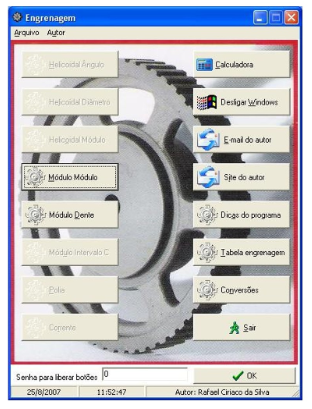 Engrenagem
Arquivo Autor
Helicoidal Ângulo
Calculadora
Helicoidal Diâmetro
Desligar Windows
Helicoidal Módulo
E-mail do autor
Módulo Módulo
Site do autor
Módulo Dente
Dicas do programa
Módulo Intervalo C
Tabela engrenagem
Polia
Conversões
Corrente
Sair
Senha para liberar botões 0
OK
25/8/2007 11:52:47 Autor: Rafael Ciriaco da Silva